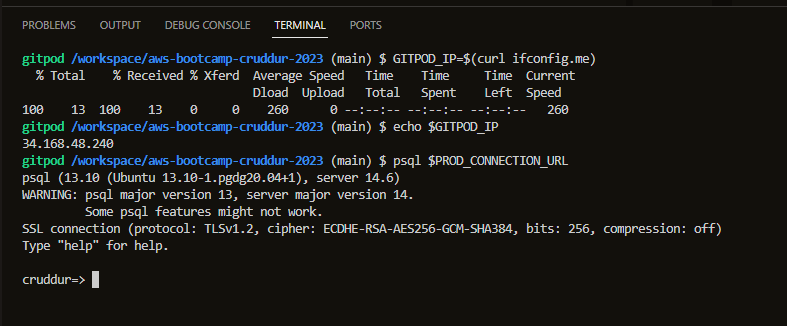 PROBLEMS OUTPUT DEBUG CONSOLE TERMINAL PORTS
gitpod /workspace/aws-bootcamp-cruddur-2023 (main) $ GITPOD_IP=$(curl ifconfig.me)
  % Total    % Received % Xferd  Average Speed   Time    Time     Time  Current
                                 Dload  Upload   Total   Spent    Left  Speed
100    13  100    13    0     0    260      0 --:--:-- --:--:-- --:--:--   260
gitpod /workspace/aws-bootcamp-cruddur-2023 (main) $ echo $GITPOD_IP
34.168.48.240
gitpod /workspace/aws-bootcamp-cruddur-2023 (main) $ psql $PROD_CONNECTION_URL
psql (13.10 (Ubuntu 13.10-1.pgdg20.04+1), server 14.6)
WARNING: psql major version 13, server major version 14.
         Some psql features might not work.
SSL connection (protocol: TLSv1.2, cipher: ECDHE-RSA-AES256-GCM-SHA384, bits: 256, compression: off)
Type "help" for help.
cruddur=>